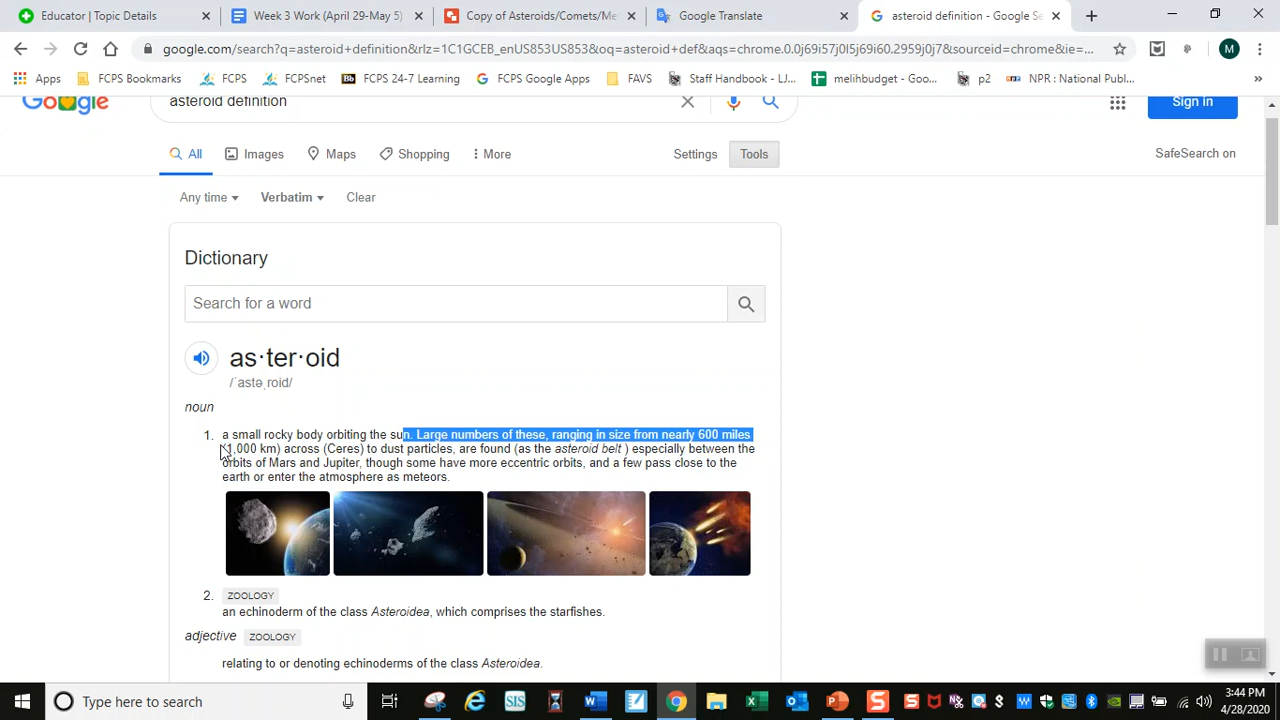 Educator | Topic Details
Week 3 Work (April 29-May 5)
Copy of Asteroids/Comets/Me
Google Translate
asteroid definition - Google Se
google.com/search?q=asteroid+definition&rlz=1C1GCEB_enUS853US853&oq=asteroid+def&aqs=chrome.0.0j69i57j0l5j69i60.2959j0j7&sourceid=chrome&ie=...
M
Apps
FCPS Bookmarks
FCPS
FCPSnet
Bb
FCPS 24-7 Learning
FCPS Google Apps
FAVS
Staff Handbook - LJ...
melihbudget - Goo...
p2
NPR : National Publ...
»
Google
asteroid definition
Sign in
All
Images
Maps
Shopping
More
Settings
Tools
SafeSearch on
Any time
Verbatim
Clear
Dictionary
Search for a word
as·ter·oid
/ˈastəˌroid/
noun
1. a small rocky body orbiting the sun. Large numbers of these, ranging in size from nearly 600 miles
(1,000 km) across (Ceres) to dust particles, are found (as the asteroid belt ) especially between the
orbits of Mars and Jupiter, though some have more eccentric orbits, and a few pass close to the
earth or enter the atmosphere as meteors.
2. ZOOLOGY
an echinoderm of the class Asteroidea, which comprises the starfishes.
adjective ZOOLOGY
relating to or denoting echinoderms of the class Asteroidea.
Type here to search
SIS
3:44 PM
4/28/2020